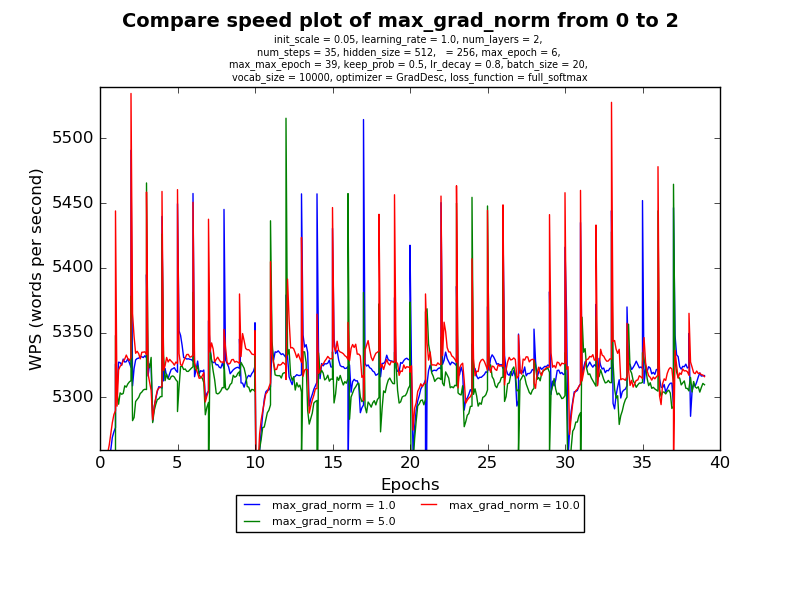 Compare speed plot of max_grad_norm from 0 to 2
init_scale = 0.05, learning_rate = 1.0, num_layers = 2,
num_steps = 35, hidden_size = 512,   = 256, max_epoch = 6,
max_max_epoch = 39, keep_prob = 0.5, lr_decay = 0.8, batch_size = 20,
vocab_size = 10000, optimizer = GradDesc, loss_function = full_softmax
WPS (words per second)
5500
5450
5400
5350
5300
0 5 10 15 20 25 30 35 40
Epochs
max_grad_norm = 1.0 max_grad_norm = 10.0
max_grad_norm = 5.0